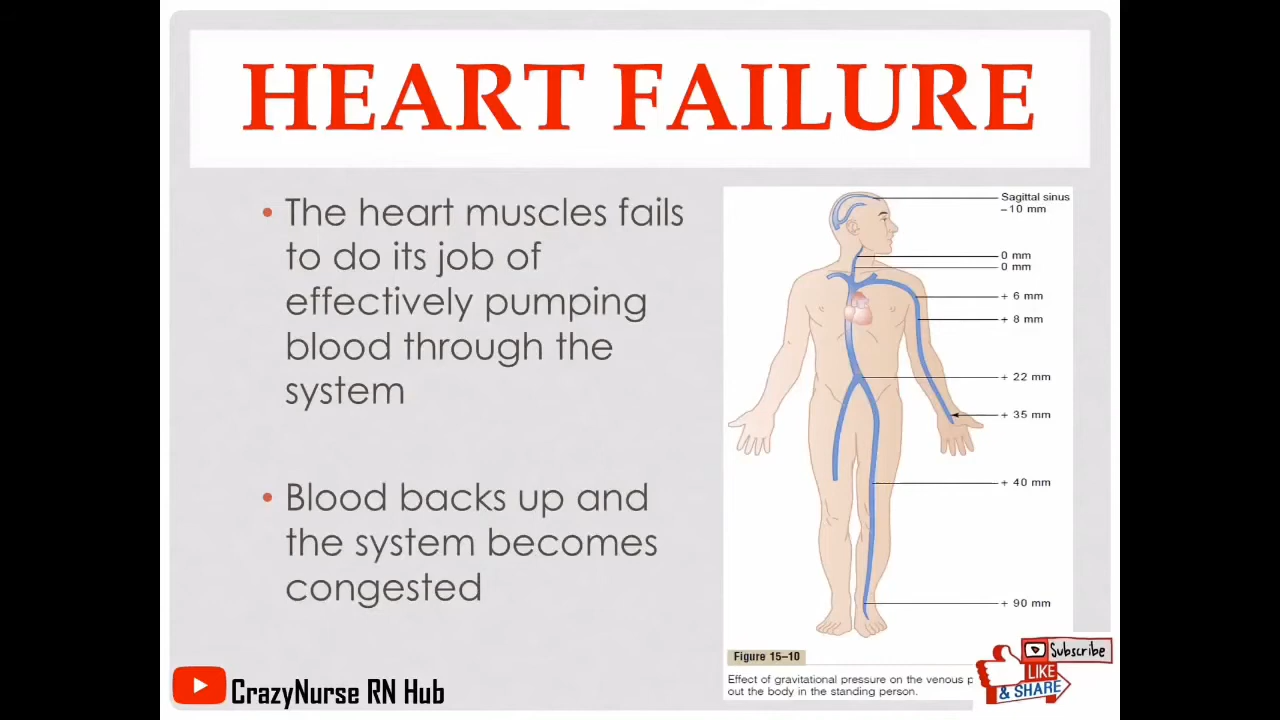 HEART FAILURE
• The heart muscles fails
to do its job of
effectively pumping
blood through the
system
• Blood backs up and
the system becomes
congested
Sagittal sinus
–10 mm
0 mm
0 mm
+ 6 mm
+ 8 mm
+ 22 mm
+ 35 mm
+ 40 mm
+ 90 mm
Figure 15–10
Effect of gravitational pressure on the venous
out the body in the standing person.
Subscribe
LIKE
& SHARE
CrazyNurse RN Hub